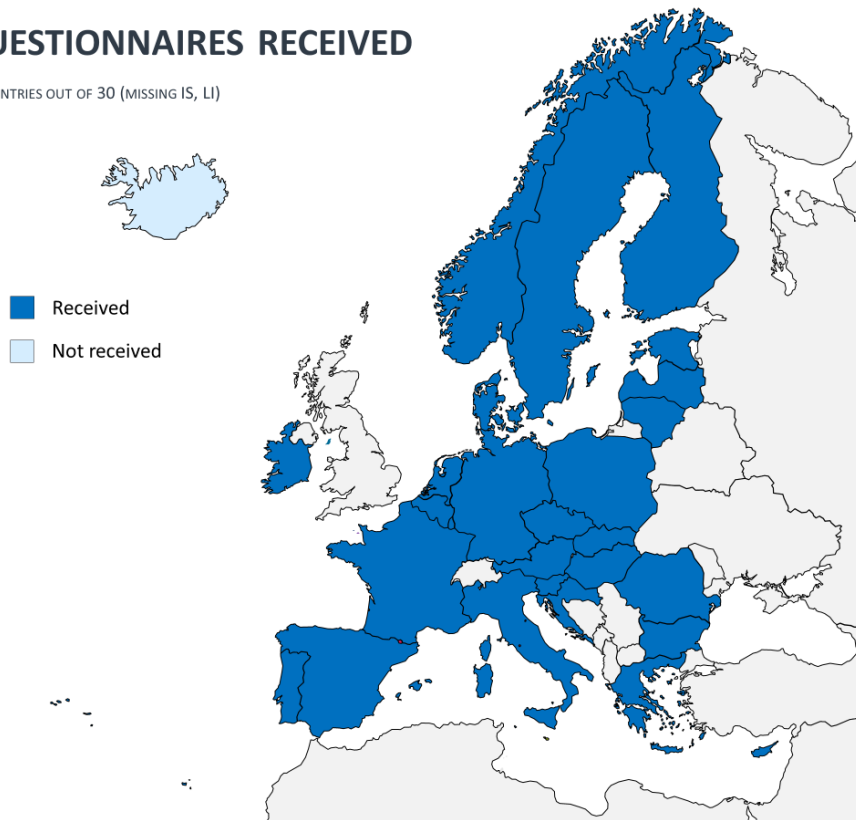 UESTIONNAIRES RECEIVED
NTRIES OUT OF 30 (MISSING IS, LI)
Received
Not received